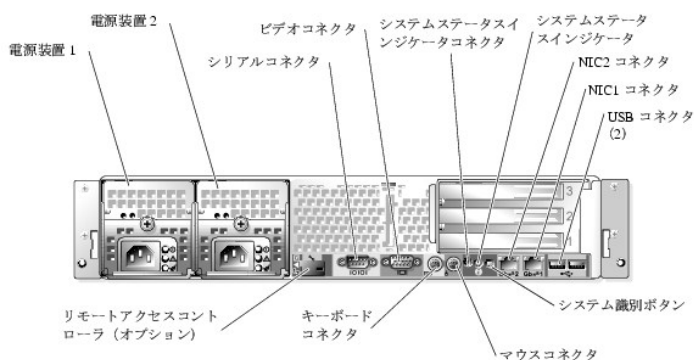 電源装置 1
電源装置 2
シリアルコネクタ
ビデオコネクタ
システムステータスイ
ンジケータコネクタ
システムステータ
スインジケータ
NIC2 コネクタ
NIC1 コネクタ
USB コネクタ
(2)
3
2
1
リモートアクセスコント
ローラ（オプション）
キーボード
コネクタ
マウスコネクタ
システム識別ボタン